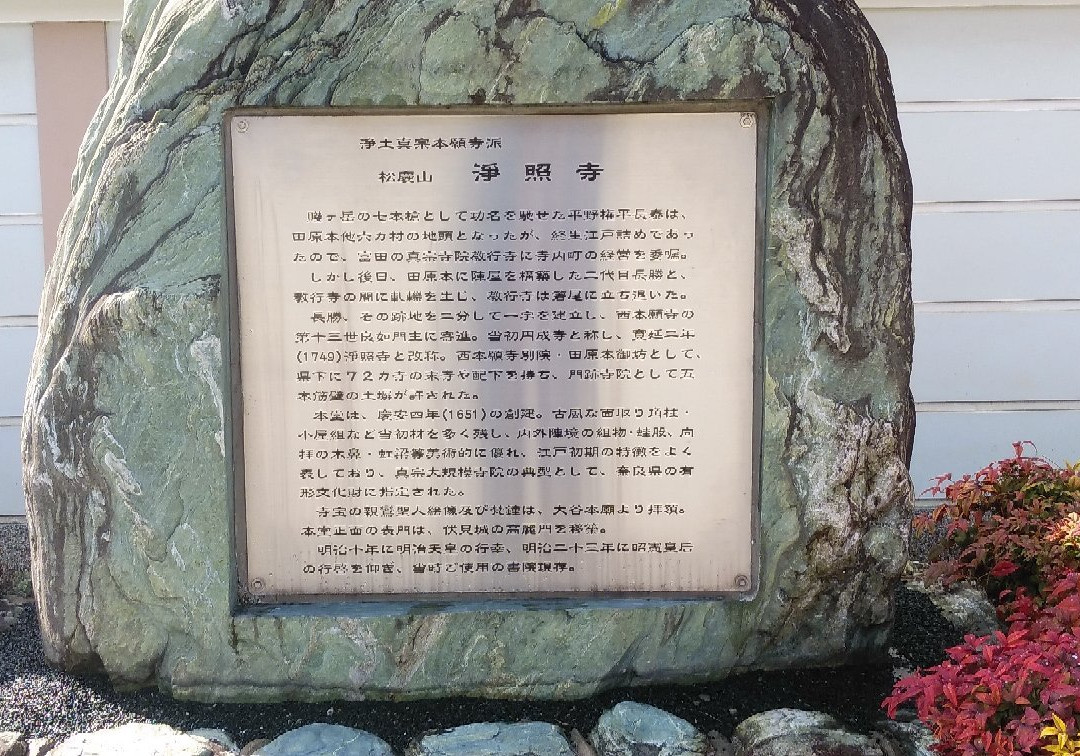 浄土真宗本願寺派
松慶山 淨照寺
賤ヶ岳の七本槍として功名を馳せた平野権平長泰は、
田原本他六カ村の地頭となったが、終生江戸詰めであっ
たので、富田の真宗寺院教行寺に寺内町の経営を委嘱。
しかし後日、田原本に陣屋を構築した二代目長勝と、
教行寺の間に軋轢を生じ、教行寺は箸尾に立ち退いた。
長勝、その跡地を二分して一宇を建立し、西本願寺の
第十三世良如門主に寄進。当初円成寺と称し、寛延二年
(1749)淨照寺と改称。西本願寺別院・田原本御坊として、
県下に72カ寺の末寺や配下を持ち、門跡寺院として五
本筋壁の土塀が許された。
本堂は、慶安四年(1651)の創建。古風な面取り角柱・
小屋組など当初材を多く残し、内外陣境の組物・蛙股、向
拝の木鼻・虹梁等美術的に優れ、江戸初期の特徴をよく
表しており、真宗大規模寺院の典型として、奈良県の有
形文化財に指定された。
寺宝の親鸞聖人絵像及び九達は、大谷本廟より拝領。
本堂正面の表門は、伏見城の高麗門を移築。
明治十年に明治天皇の行幸、明治二十三年に昭憲皇后
の行啓を仰ぎ、当時ご使用の書院現存。